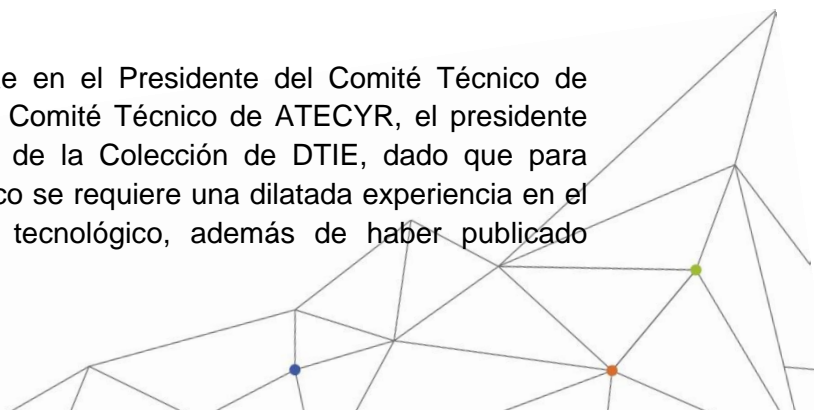 e en el Presidente del Comité Técnico de
Comité Técnico de ATECYR, el presidente
de la Colección de DTIE, dado que para
co se requiere una dilatada experiencia en el
tecnológico, además de haber publicado